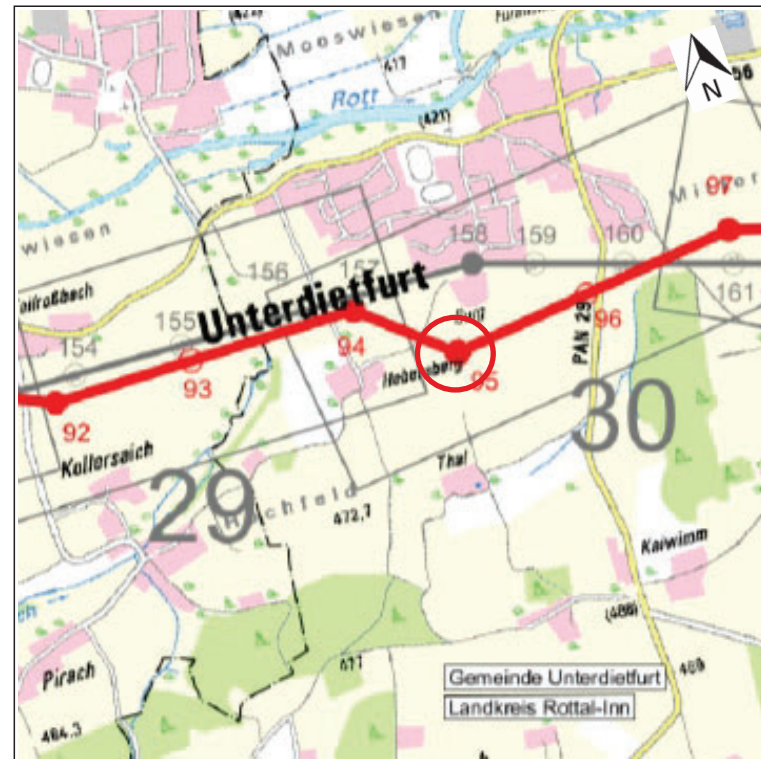 (421)
Mooswiesen
417
Rott
N
wiesen
158
159
160
161
97
156
157
Unterdietfurt
155
154
94
96
93
95
92
PAN 29
Kollersaich
29
30
Thal
472,7
Kaiwimm
(488)
477
Pirach
464.3
469
Gemeinde Unterdietfurt
Landkreis Rottal-Inn